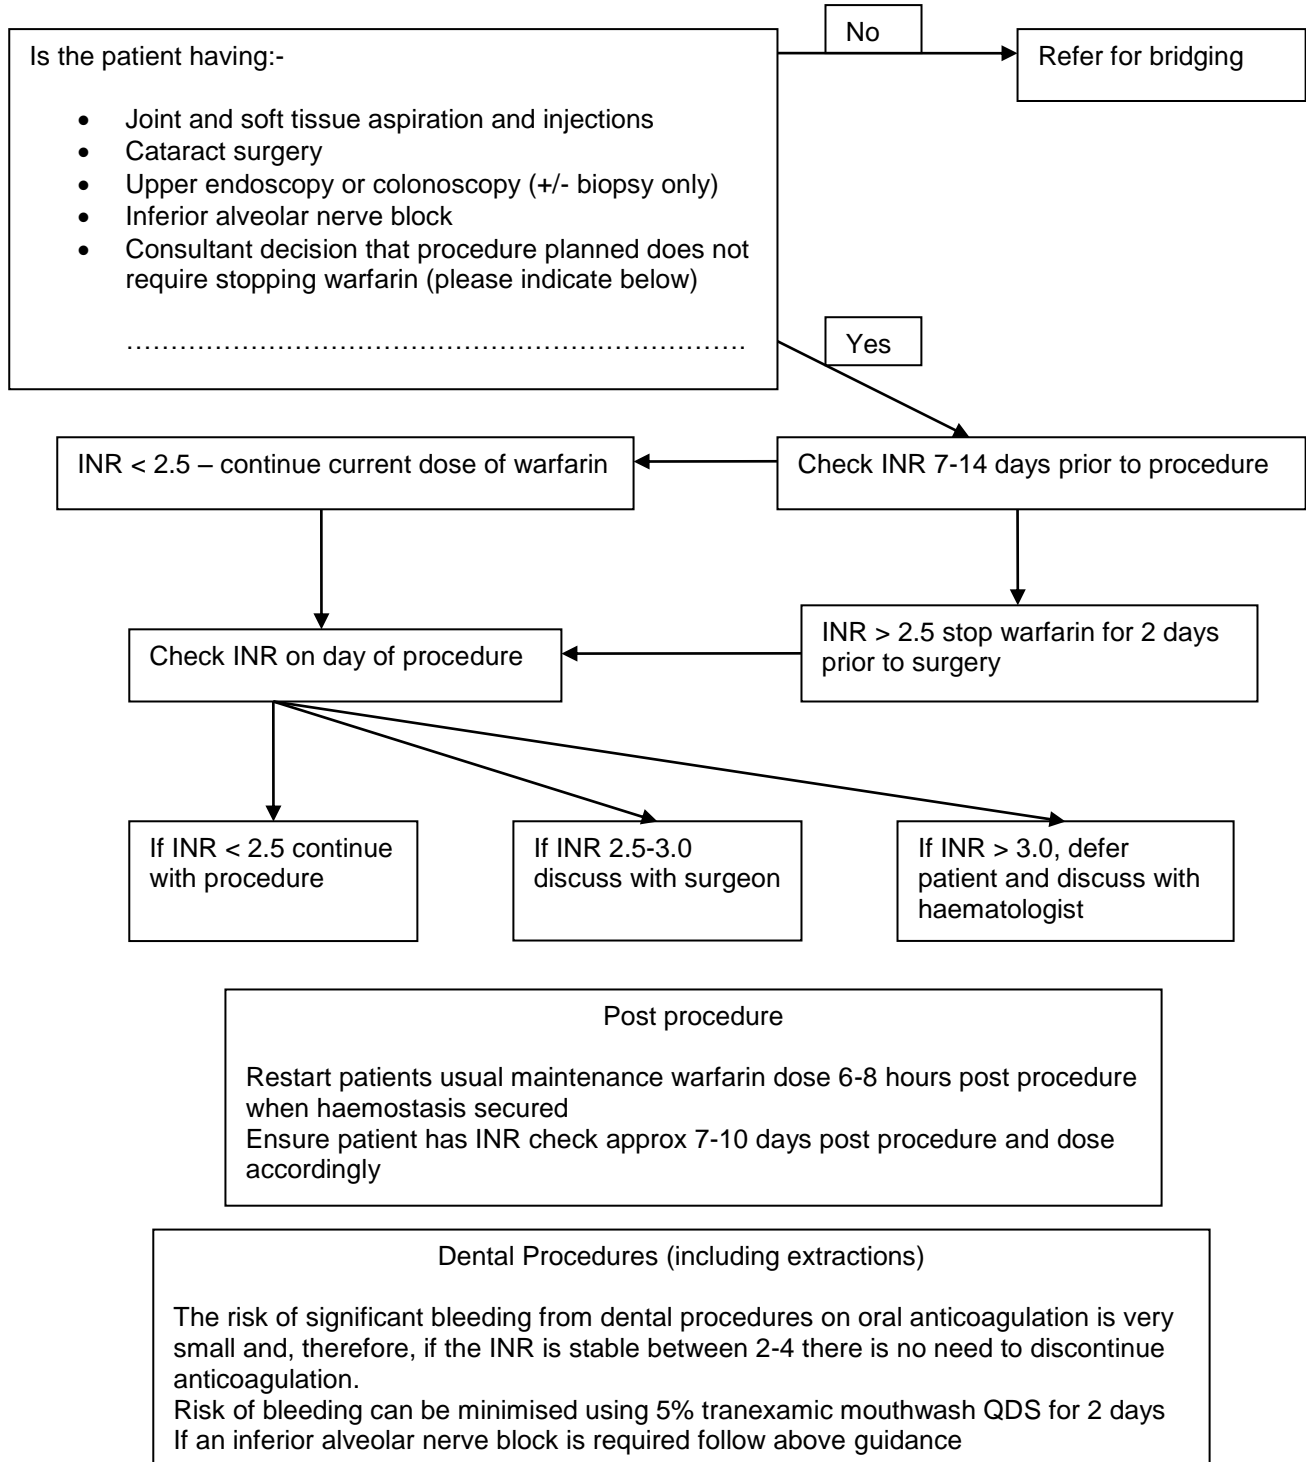 No
Is the patient having:-
Refer for bridging
• Joint and soft tissue aspiration and injections
• Cataract surgery
• Upper endoscopy or colonoscopy (+/- biopsy only)
• Inferior alveolar nerve block
• Consultant decision that procedure planned does not
require stopping warfarin (please indicate below)
……………………………………………………………….
Yes
INR < 2.5 – continue current dose of warfarin
Check INR 7-14 days prior to procedure
INR > 2.5 stop warfarin for 2 days
prior to surgery
Check INR on day of procedure
If INR < 2.5 continue
with procedure
If INR 2.5-3.0
discuss with surgeon
If INR > 3.0, defer
patient and discuss with
haematologist
Post procedure
Restart patients usual maintenance warfarin dose 6-8 hours post procedure
when haemostasis secured
Ensure patient has INR check approx 7-10 days post procedure and dose
accordingly
Dental Procedures (including extractions)
The risk of significant bleeding from dental procedures on oral anticoagulation is very
small and, therefore, if the INR is stable between 2-4 there is no need to discontinue
anticoagulation.
Risk of bleeding can be minimised using 5% tranexamic mouthwash QDS for 2 days
If an inferior alveolar nerve block is required follow above guidance